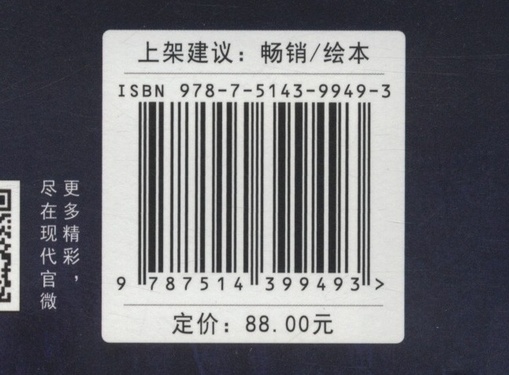 上架建议：畅销/绘本
ISBN 978-7-5143-9949-3
9 787514 399493 >
定价：88.00元
更多精彩，
尽在现代官微